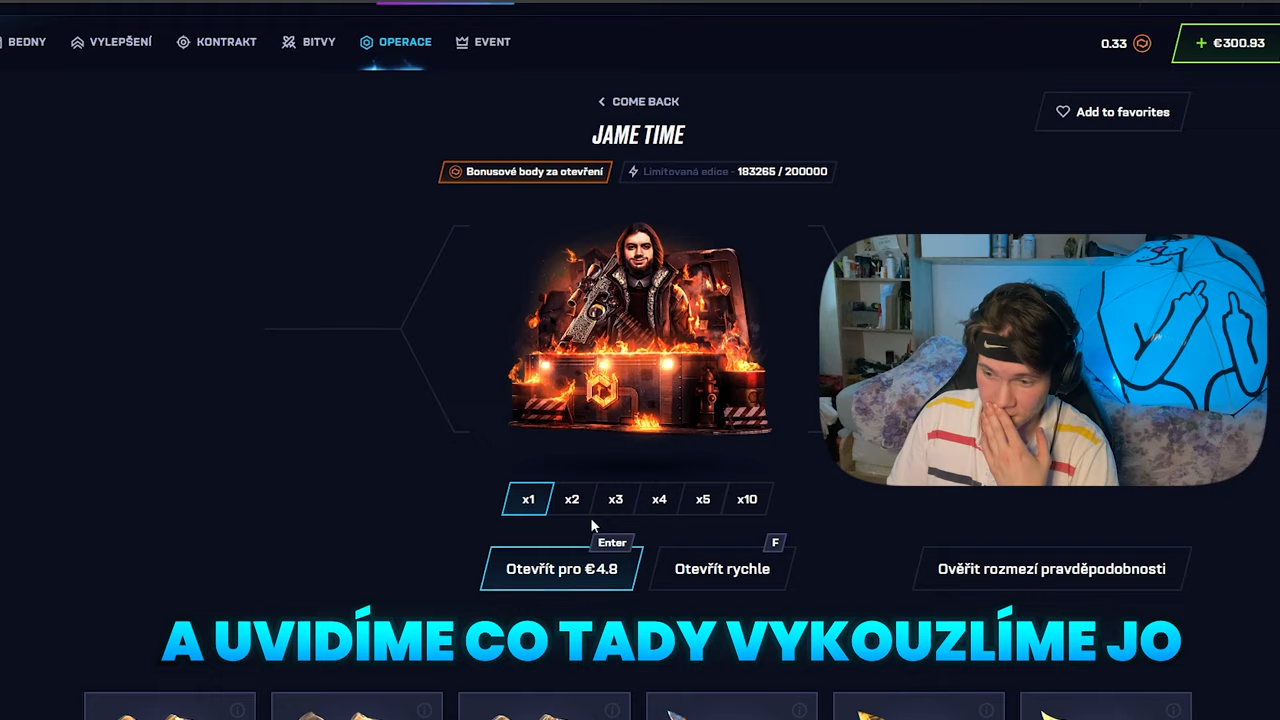 BEDNY
VYLEPŠENÍ
KONTRAKT
BITVY
OPERACE
EVENT
0.33
+ €300.93
< COME BACK
JAME TIME
Add to favorites
Bonusové body za otevření
Limitovaná edice - 183265 / 200000
x1 x2 x3 x4 x5 x10
Enter
F
Otevřít pro €4.8
Otevřít rychle
Ověřit rozmezí pravděpodobnosti
A UVIDÍME CO TADY VYKOUZLÍME JO